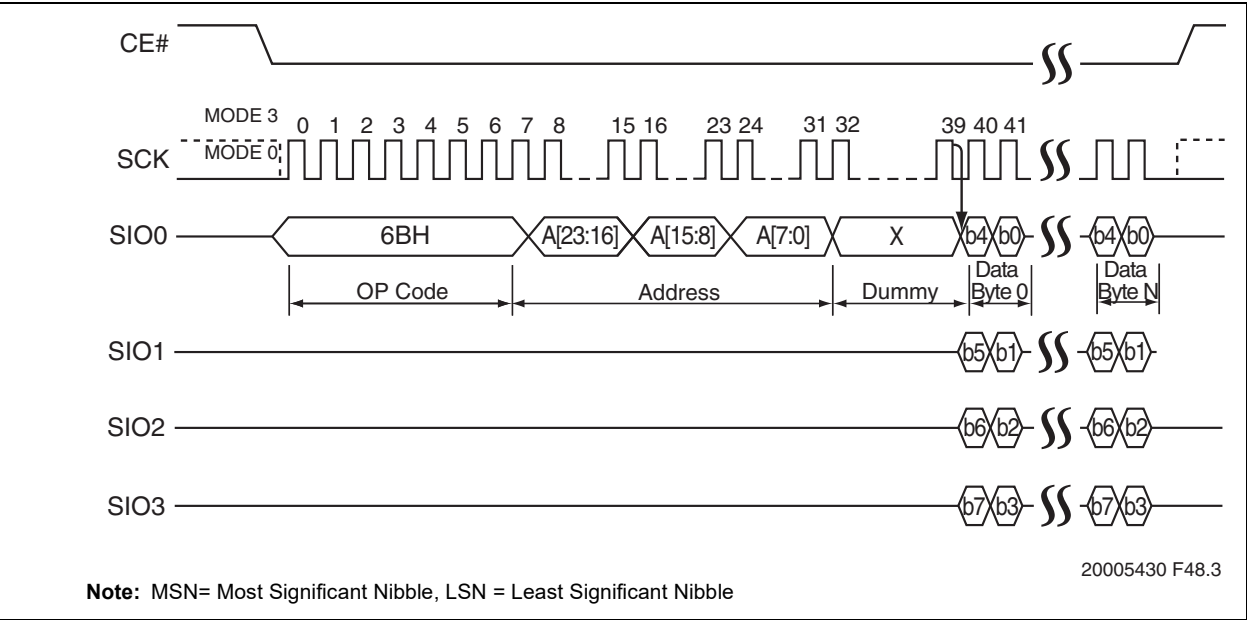 CE#
MODE 3
0 1 2 3 4 5 6 7 8 15 16 23 24 31 32 39 40 41
SCK MODE 0
SIO0 6BH A[23:16] A[15:8] A[7:0] X b4 b0 b4 b0
OP Code Address Dummy Data Byte 0 Data Byte N
SIO1 b5 b1 b5 b1
SIO2 b6 b2 b6 b2
SIO3 b7 b3 b7 b3
20005430 F48.3
Note: MSN= Most Significant Nibble, LSN = Least Significant Nibble